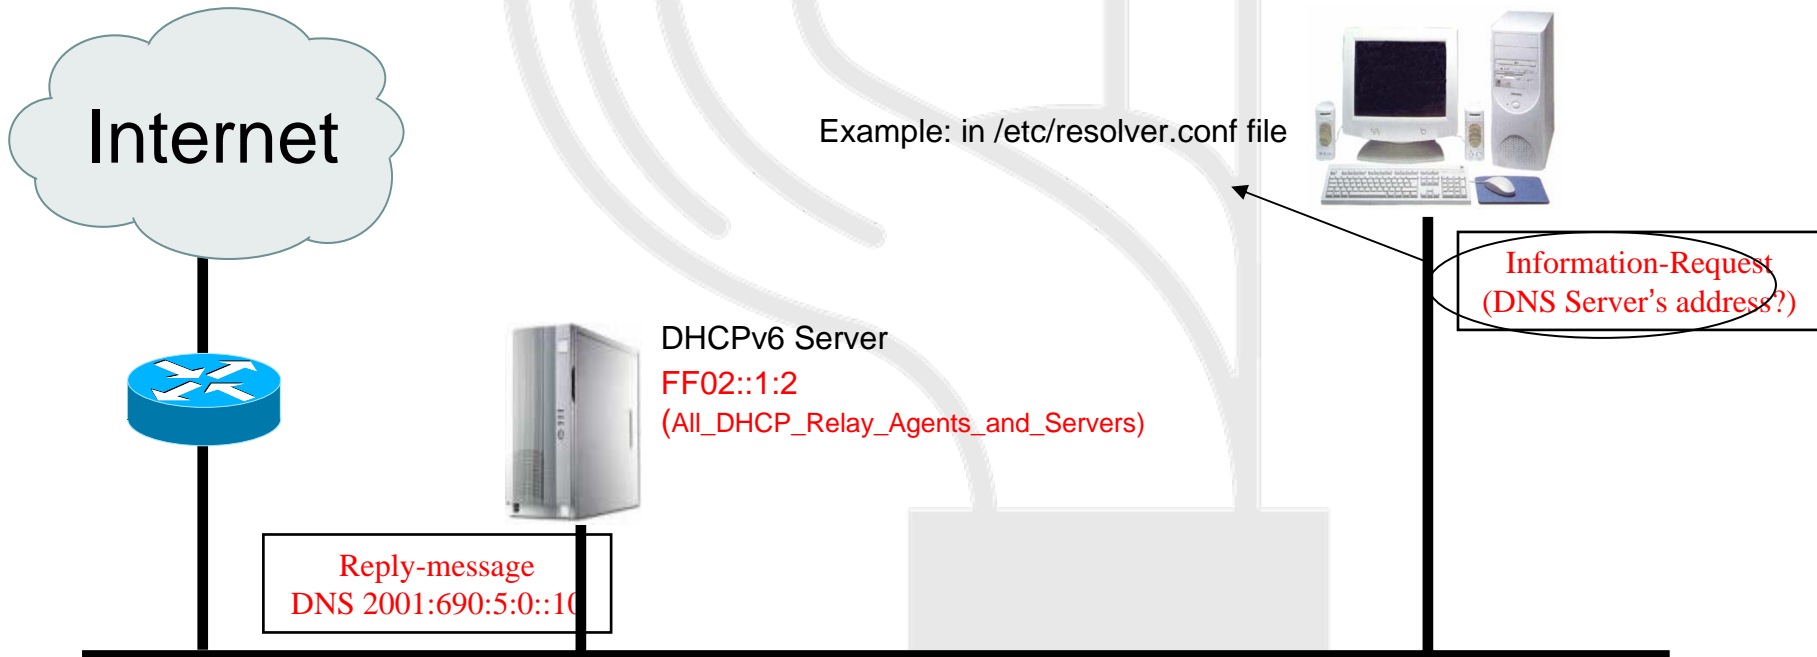 Internet
Example: in /etc/resolver.conf file
Information-Request
(DNS Server’s address?)
DHCPv6 Server
FF02::1:2
(All_DHCP_Relay_Agents_and_Servers)
Reply-message
DNS 2001:690:5:0::10